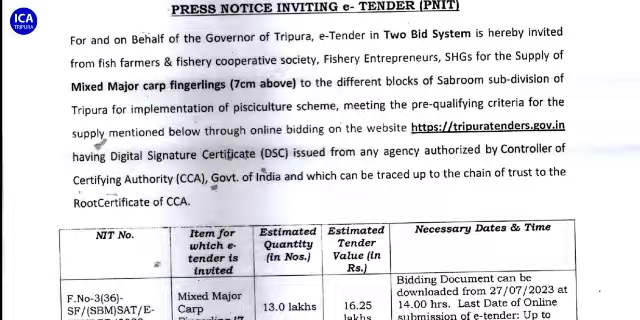 ICA
TRIPURA
PRESS NOTICE INVITING e- TENDER (PNIT)
For and on Behalf of the Governor of Tripura, e-Tender in Two Bid System is hereby invited
from fish farmers & fishery cooperative society, Fishery Entrepreneurs, SHGs for the Supply of
Mixed Major carp fingerlings (7cm above) to the different blocks of Sabroom sub-division of
Tripura for implementation of pisciculture scheme, meeting the pre-qualifying criteria for the
supply mentioned below through online bidding on the website https://tripuratenders.gov.in
having Digital Signature Certificate (DSC) issued from any agency authorized by Controller of
Certifying Authority (CCA), Govt. of India and which can be traced up to the chain of trust to the
RootCertificate of CCA.
NIT No.
Item for
which e-
tender is
invited
Estimated
Quantity
(in Nos.)
Estimated
Tender
Value (in
Rs.)
Necessary Dates & Time
F.No-3(36)-
SF/(SBM)SAT/E-
Mixed Major
Carp
13.0 lakhs
16.25
lakhs
Bidding Document can be
downloaded from 27/07/2023 at
14.00 hrs. Last Date of Online
submission of e-tender: Up to